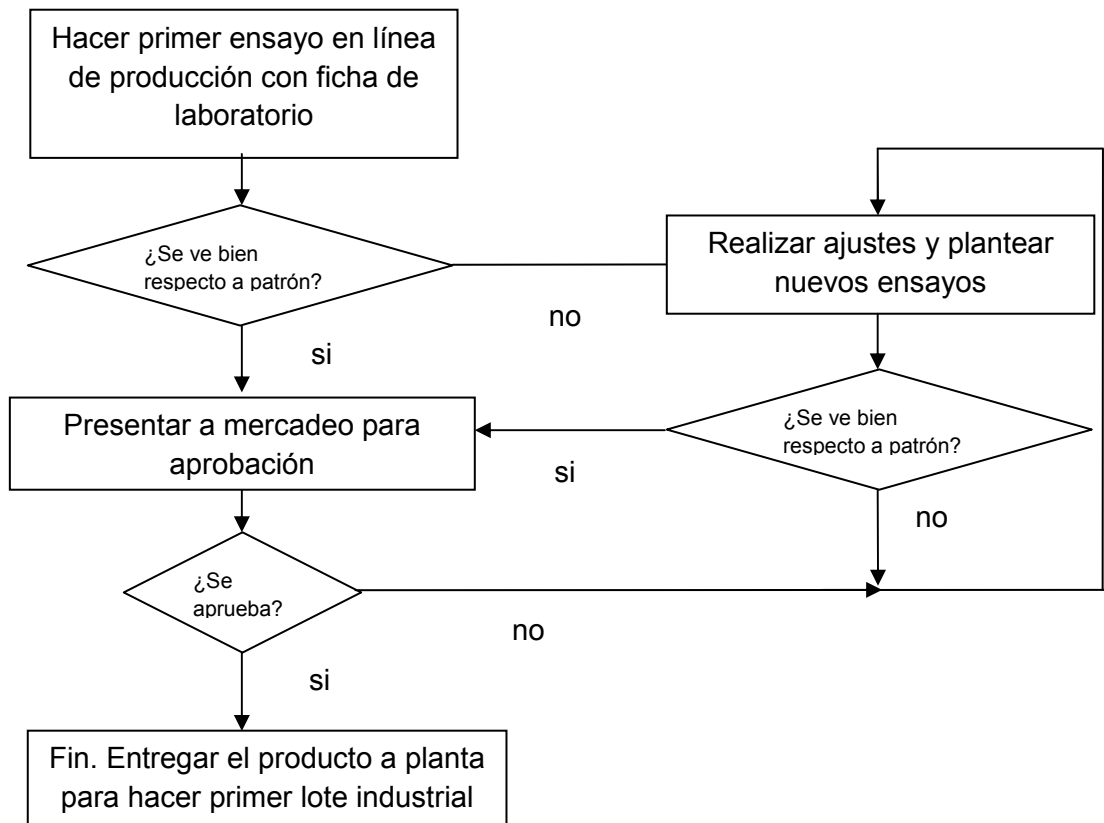 Hacer primer ensayo en línea
de producción con ficha de
laboratorio
¿Se ve bien
respecto a patrón?
no
si
Realizar ajustes y plantear
nuevos ensayos
¿Se ve bien
respecto a patrón?
si
no
Presentar a mercadeo para
aprobación
¿Se
aprueba?
no
si
Fin. Entregar el producto a planta
para hacer primer lote industrial